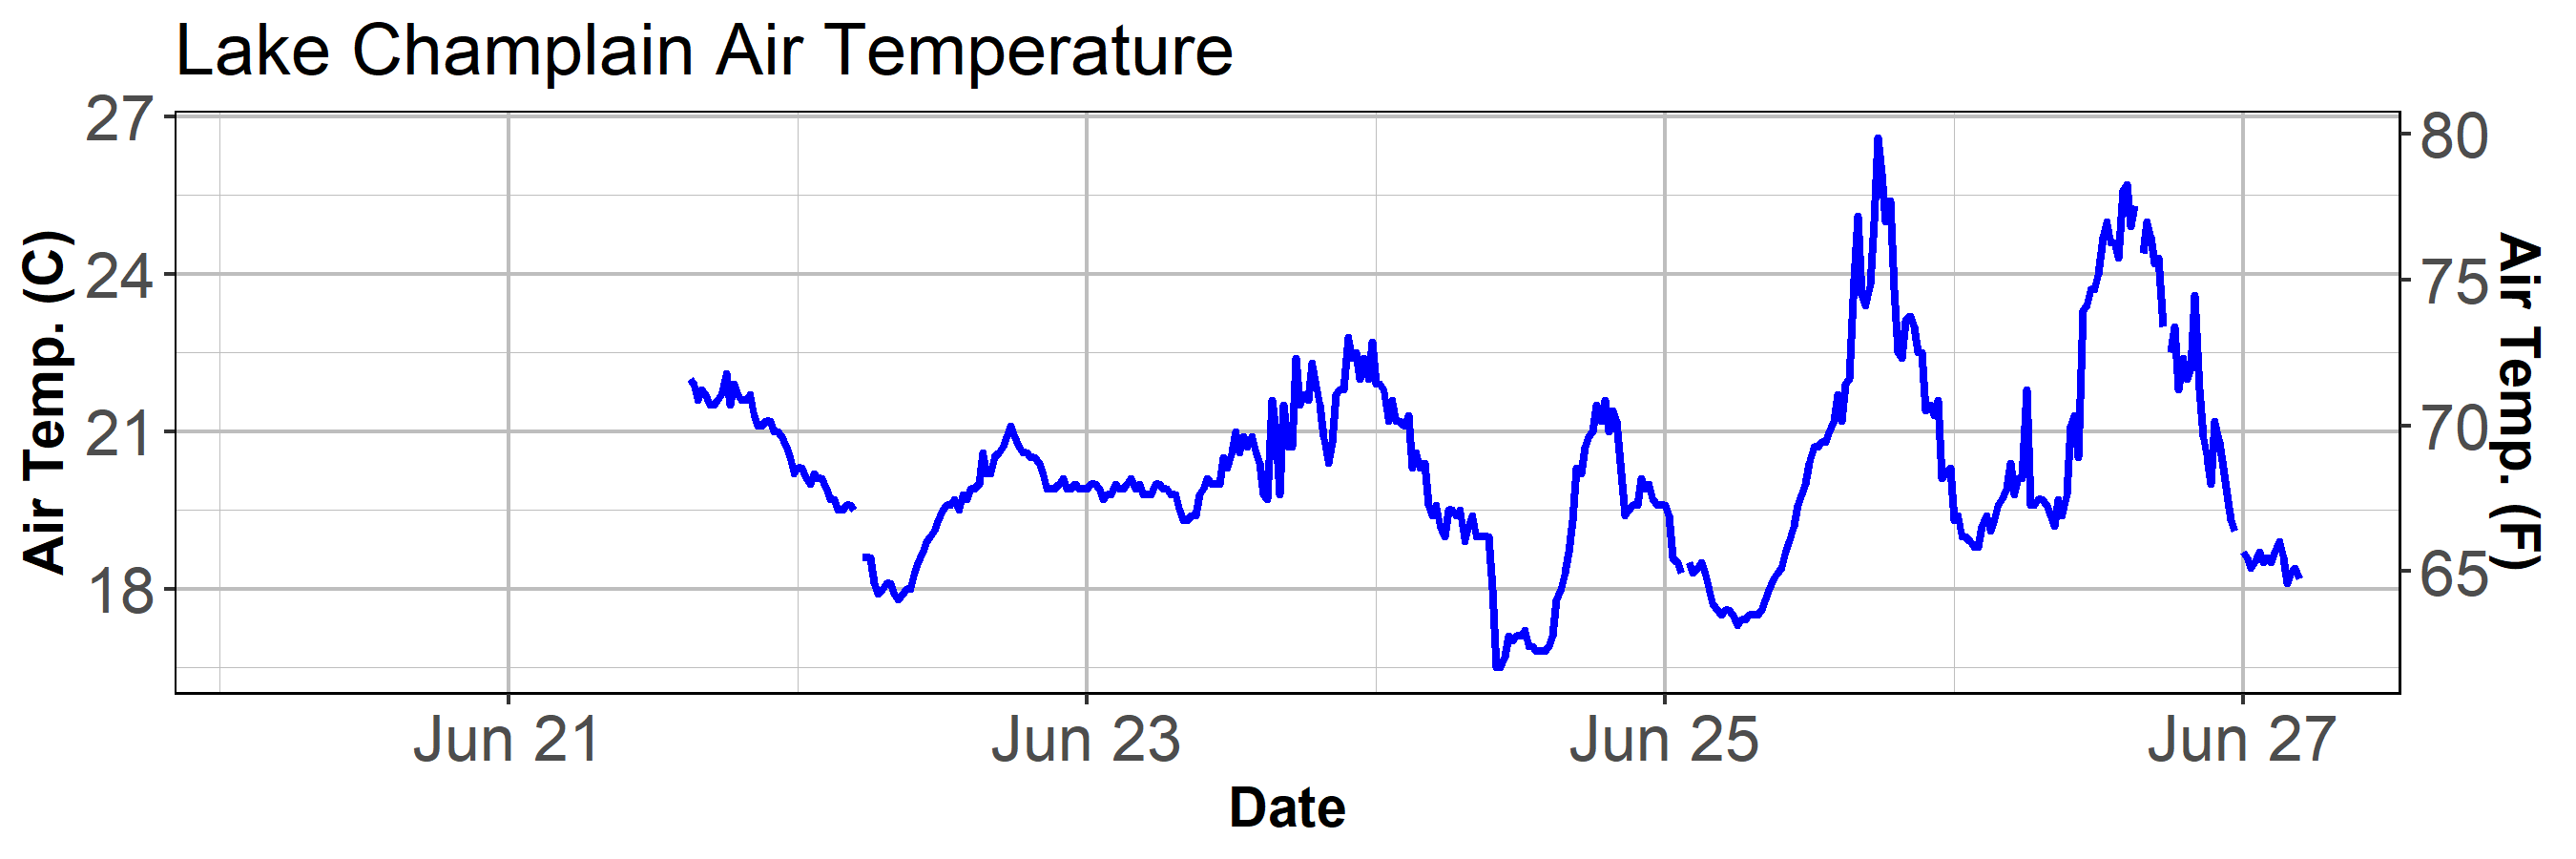 Lake Champlain Air Temperature
27
24
21
18
Air Temp. (C)
80
75
70
65
Air Temp. (F)
Jun 21 Jun 23 Jun 25 Jun 27
Date